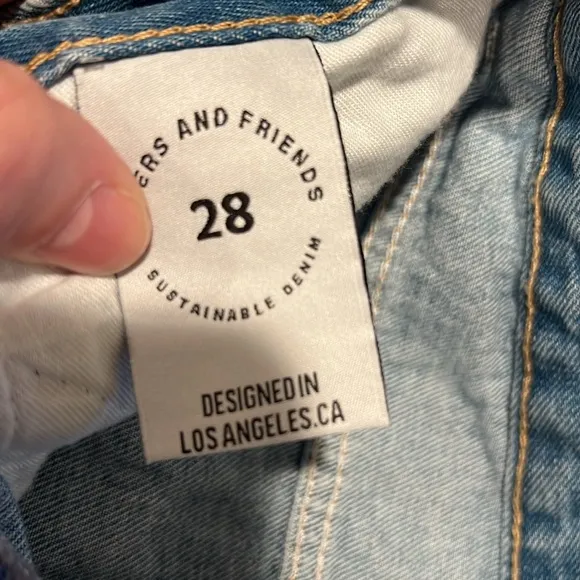 ERS AND FRIENDS
28
SUSTAINABLE DENIM
DESIGNED IN
LOS ANGELES.CA